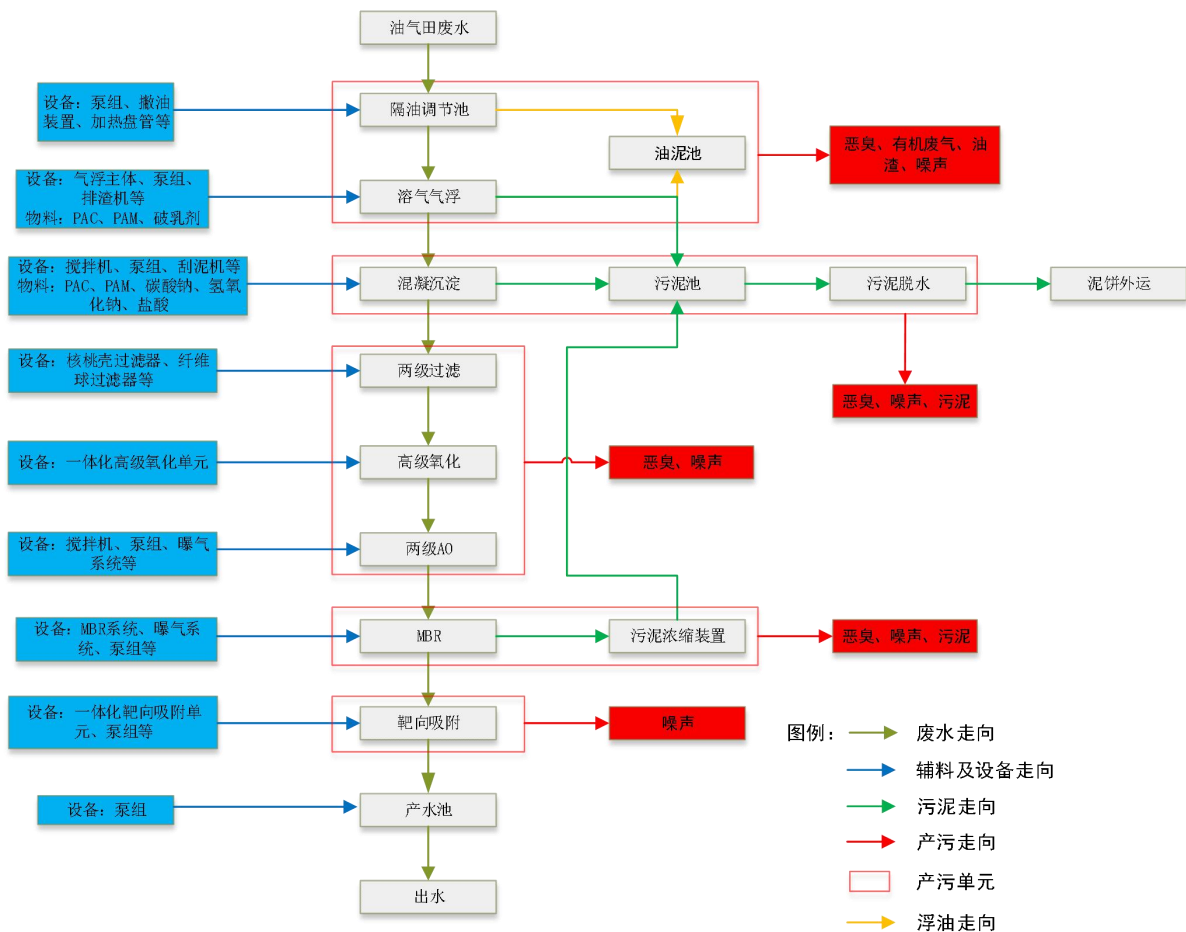 油气田废水
设备：泵组、撇油
装置、加热盘管等
隔油调节池
油泥池
恶臭、有机废气、油
渣、噪声
设备：气浮主体、泵组、
排渣机等
物料：PAC、PAM、破乳剂
溶气气浮
设备：搅拌机、泵组、刮泥机等
物料：PAC、PAM、碳酸钠、氢氧
化钠、盐酸
混凝沉淀
污泥池
污泥脱水
泥饼外运
设备：核桃壳过滤器、纤维
球过滤器等
两级过滤
恶臭、噪声、污泥
设备：一体化高级氧化单元
高级氧化
恶臭、噪声
设备：搅拌机、泵组、曝气
系统等
两级AO
设备：MBR系统、曝气系
统、泵组等
MBR
污泥浓缩装置
恶臭、噪声、污泥
设备：一体化靶向吸附单
元、泵组等
靶向吸附
噪声
设备：泵组
产水池
出水
图例：
废水走向
辅料及设备走向
污泥走向
产污走向
产污单元
浮油走向